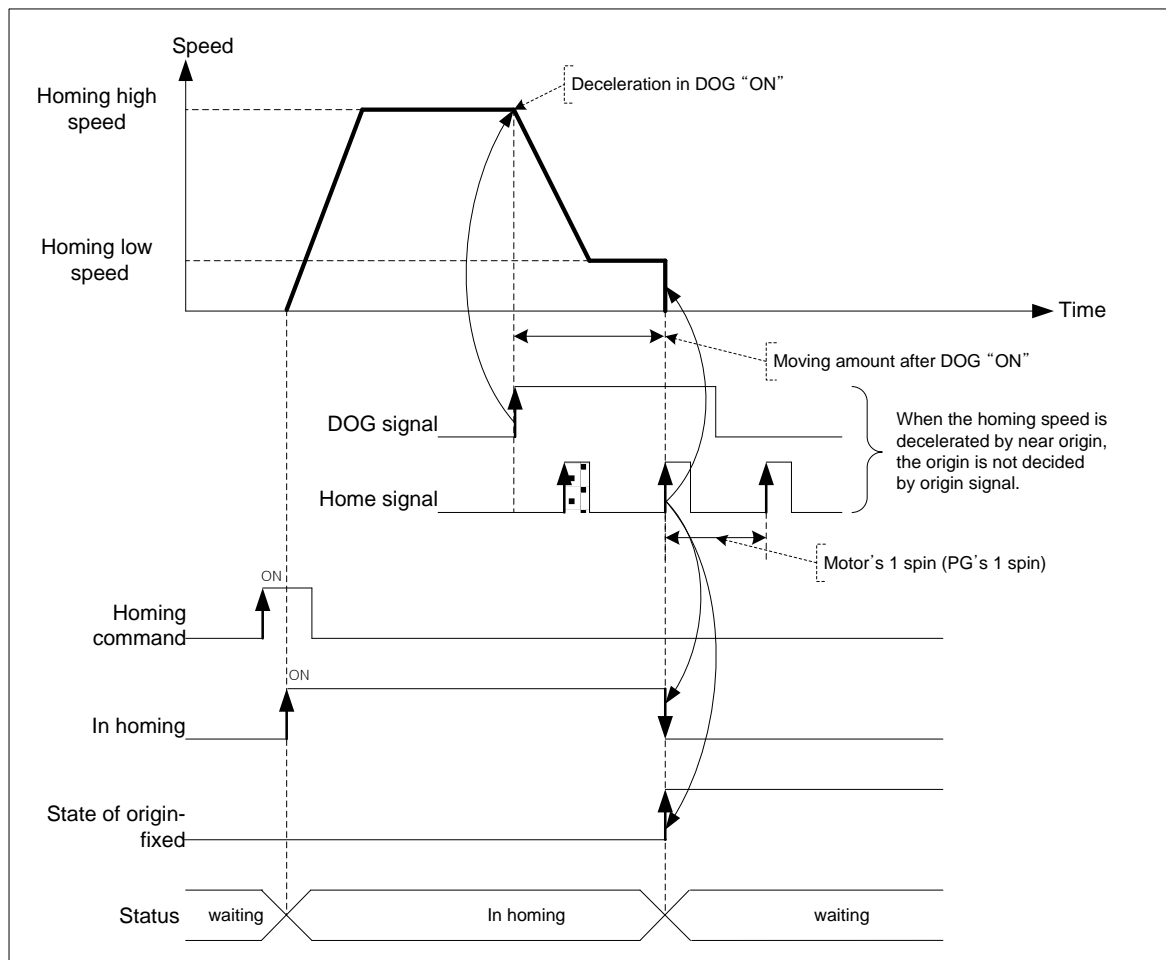 Speed
Deceleration in DOG “ON”
Homing high
speed
Homing low
speed
Time
Moving amount after DOG “ON”
DOG signal
When the homing speed is
decelerated by near origin,
the origin is not decided
by origin signal.
Home signal
Motor’s 1 spin (PG’s 1 spin)
ON
Homing
command
ON
In homing
State of origin-
fixed
Status
waiting
In homing
waiting